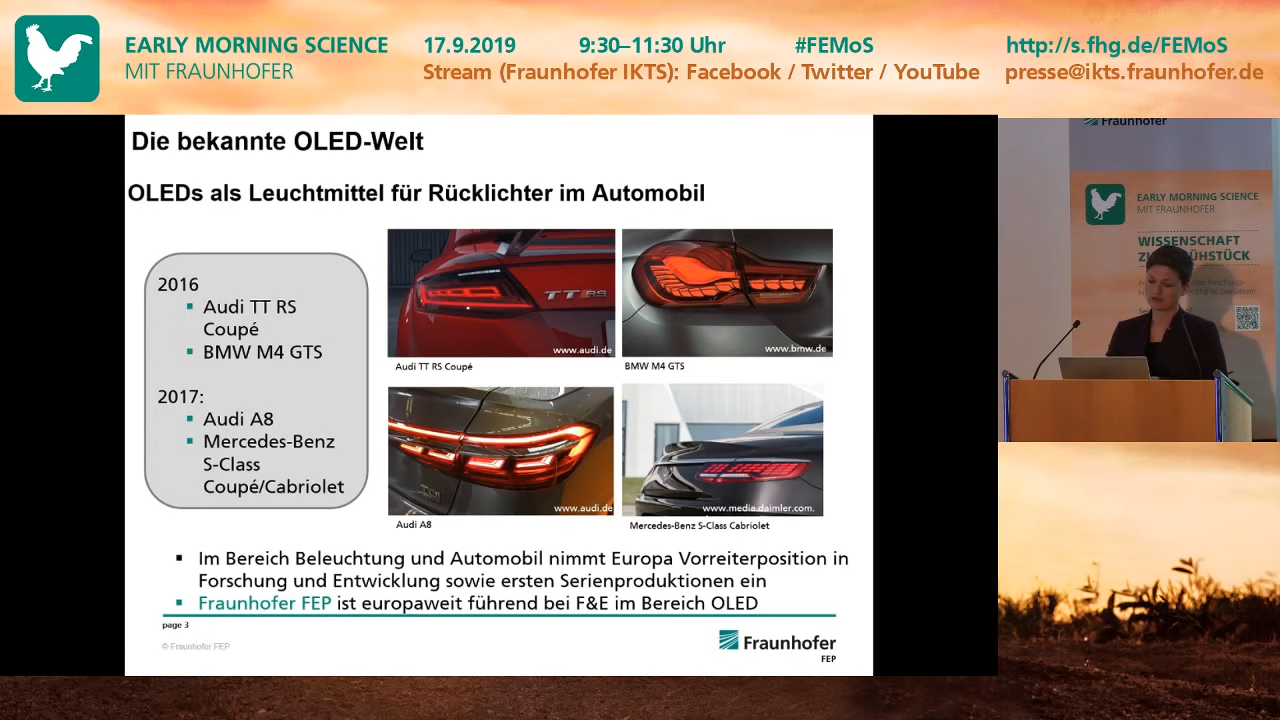 EARLY MORNING SCIENCE
MIT FRAUNHOFER
17.9.2019 9:30–11:30 Uhr #FEMoS
Stream (Fraunhofer IKTS): Facebook / Twitter / YouTube
http://s.fhg.de/FEMoS
presse@ikts.fraunhofer.de
Die bekannte OLED-Welt
OLEDs als Leuchtmittel für Rücklichter im Automobil
2016
Audi TT RS
Coupé
BMW M4 GTS
2017:
Audi A8
Mercedes-Benz
S-Class
Coupé/Cabriolet
TT RS
www.audi.de
Audi TT RS Coupé
www.bmw.de
BMW M4 GTS
www.audi.de
Audi A8
www.media.daimler.com.
Mercedes-Benz S-Class Cabriolet
Im Bereich Beleuchtung und Automobil nimmt Europa Vorreiterposition in
Forschung und Entwicklung sowie ersten Serienproduktionen ein
Fraunhofer FEP ist europaweit führend bei F&E im Bereich OLED
page 3
© Fraunhofer FEP
Fraunhofer
FEP
Fraunhofer
EARLY MORNING SCIENCE
MIT FRAUNHOFER
WISSENSCHAFT